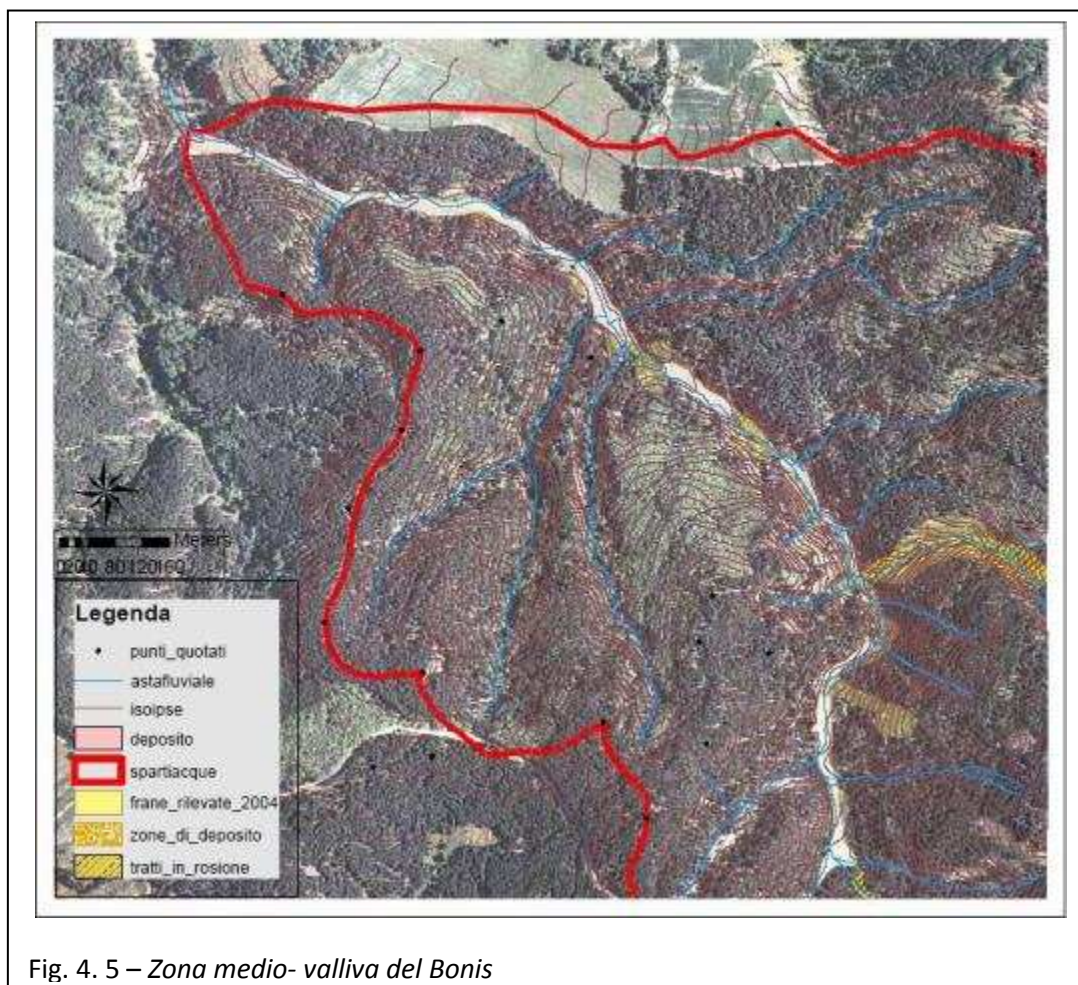 Meters
Legenda
punti_quotati
astafluviale
isoipse
deposito
spartiacque
frane_rilevate_2004
zone_di_deposito
tratti_in_rosione
Fig. 4. 5 – Zona medio- valliva del Bonis